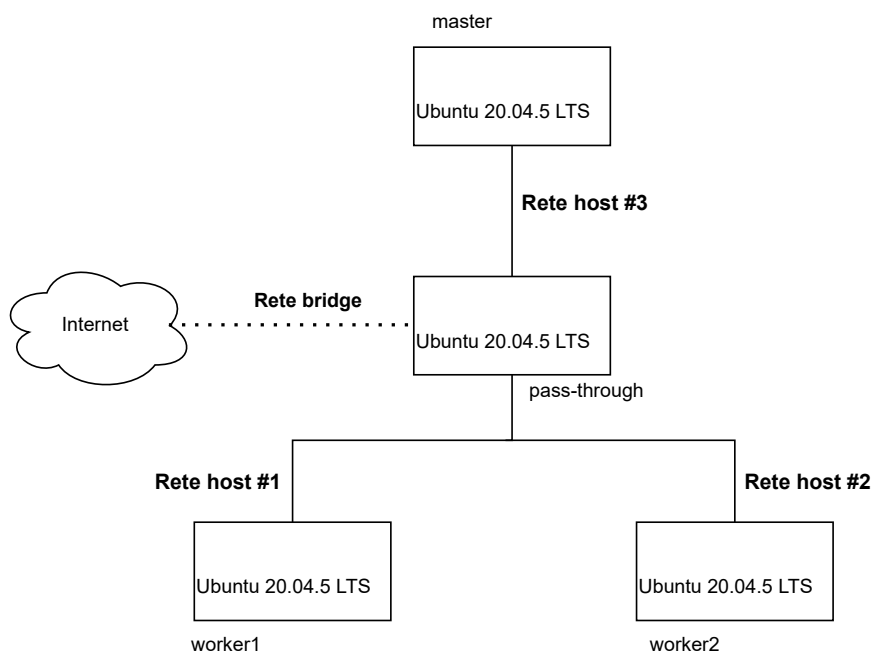 master
Ubuntu 20.04.5 LTS
Rete host #3
Rete bridge
Internet
Ubuntu 20.04.5 LTS
pass-through
Rete host #1
Rete host #2
Ubuntu 20.04.5 LTS
Ubuntu 20.04.5 LTS
worker1
worker2